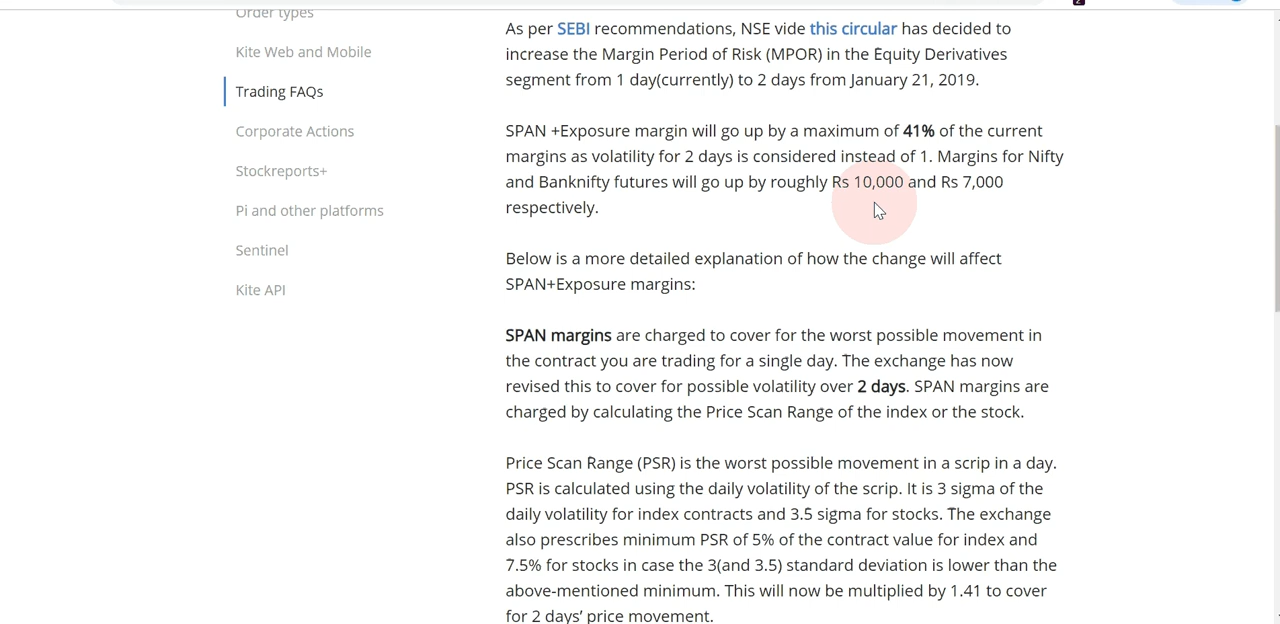 Order types
Kite Web and Mobile
Trading FAQs
Corporate Actions
Stockreports+
Pi and other platforms
Sentinel
Kite API
As per SEBI recommendations, NSE vide this circular has decided to
increase the Margin Period of Risk (MPOR) in the Equity Derivatives
segment from 1 day(currently) to 2 days from January 21, 2019.
SPAN +Exposure margin will go up by a maximum of 41% of the current
margins as volatility for 2 days is considered instead of 1. Margins for Nifty
and Banknifty futures will go up by roughly Rs 10,000 and Rs 7,000
respectively.
Below is a more detailed explanation of how the change will affect
SPAN+Exposure margins:
SPAN margins are charged to cover for the worst possible movement in
the contract you are trading for a single day. The exchange has now
revised this to cover for possible volatility over 2 days. SPAN margins are
charged by calculating the Price Scan Range of the index or the stock.
Price Scan Range (PSR) is the worst possible movement in a scrip in a day.
PSR is calculated using the daily volatility of the scrip. It is 3 sigma of the
daily volatility for index contracts and 3.5 sigma for stocks. The exchange
also prescribes minimum PSR of 5% of the contract value for index and
7.5% for stocks in case the 3(and 3.5) standard deviation is lower than the
above-mentioned minimum. This will now be multiplied by 1.41 to cover
for 2 days’ price movement.